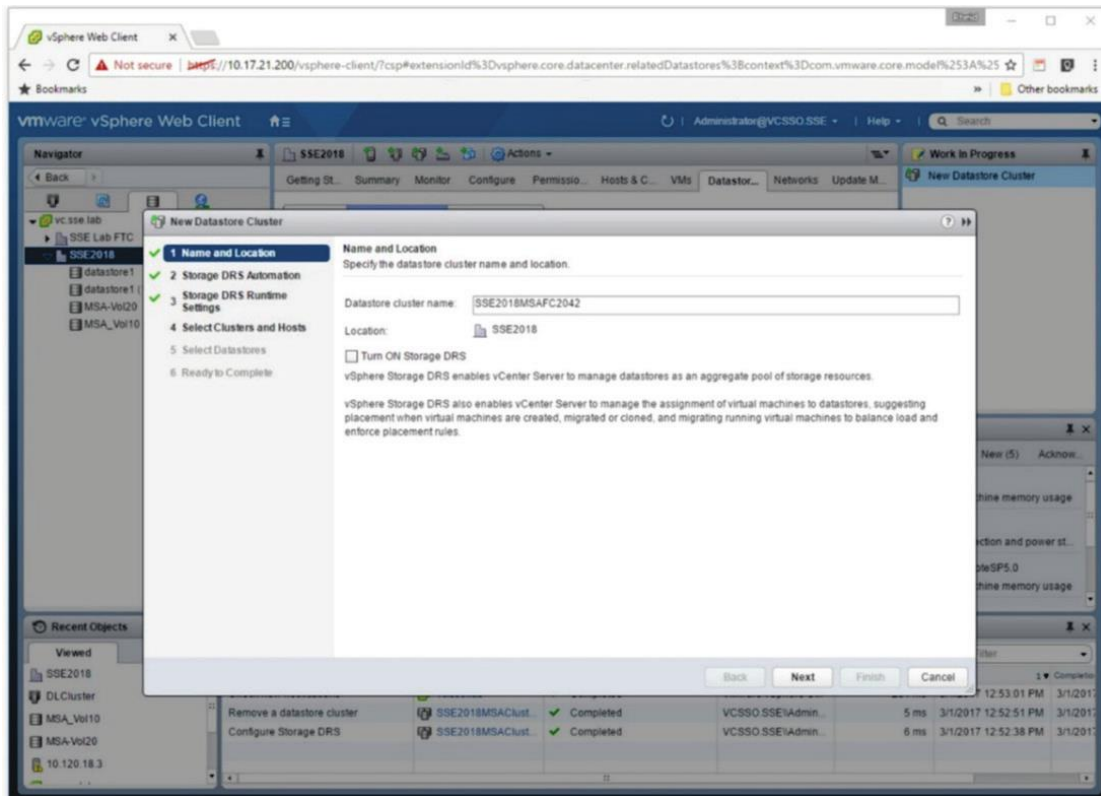 vSphere Web Client
Not secure | https://10.17.21.200/vsphere-client/?csp#extensionId%3Dvsphere.core.datacenter.relatedDatastores%3Bcontext%3Dcom.vmware.core.model%253A%25
Bookmarks
Other bookmarks
vmware vSphere Web Client
Administrator@VCSSO.SSE
Help
Search
Navigator
SSE2018
Actions
Work In Progress
Back
Getting St... Summary Monitor Configure Permissio... Hosts & C... VMs Datastor... Networks Update M...
New Datastore Cluster
vc.sse.lab
SSE Lab FTC
SSE2018
datastore1
datastore1 (
MSA-Vol20
MSA_Vol10
New Datastore Cluster
1 Name and Location
2 Storage DRS Automation
3 Storage DRS Runtime Settings
4 Select Clusters and Hosts
5 Select Datastores
6 Ready to Complete
Name and Location
Specify the datastore cluster name and location.
Datastore cluster name: SSE2018MSAFC2042
Location: SSE2018
Turn ON Storage DRS
vSphere Storage DRS enables vCenter Server to manage datastores as an aggregate pool of storage resources.
vSphere Storage DRS also enables vCenter Server to manage the assignment of virtual machines to datastores, suggesting
placement when virtual machines are created, migrated or cloned, and migrating running virtual machines to balance load and
enforce placement rules.
Back Next Finish Cancel
New (5) Acknow...
hine memory usage
ection and power st...
oteSP5.0
hine memory usage
Recent Objects
Viewed
SSE2018
DLCluster
MSA_Vol10
MSA-Vol20
10.120.18.3
12:53:01 PM 3/1/2017
Remove a datastore cluster SSE2018MSAClust... Completed VCSSO.SSE\Admin... 5 ms 3/1/2017 12:52:51 PM 3/1/2017
Configure Storage DRS SSE2018MSAClust... Completed VCSSO.SSE\Admin... 6 ms 3/1/2017 12:52:38 PM 3/1/2017